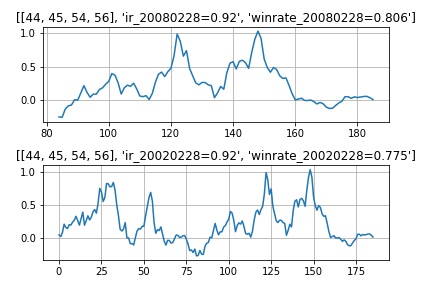 [[44, 45, 54, 56], 'ir_20080228=0.92', 'winrate_20080228=0.806']
1.0
0.5
0.0
80 100 120 140 160 180
[[44, 45, 54, 56], 'ir_20020228=0.92', 'winrate_20020228=0.775']
1.0
0.5
0.0
0 25 50 75 100 125 150 175